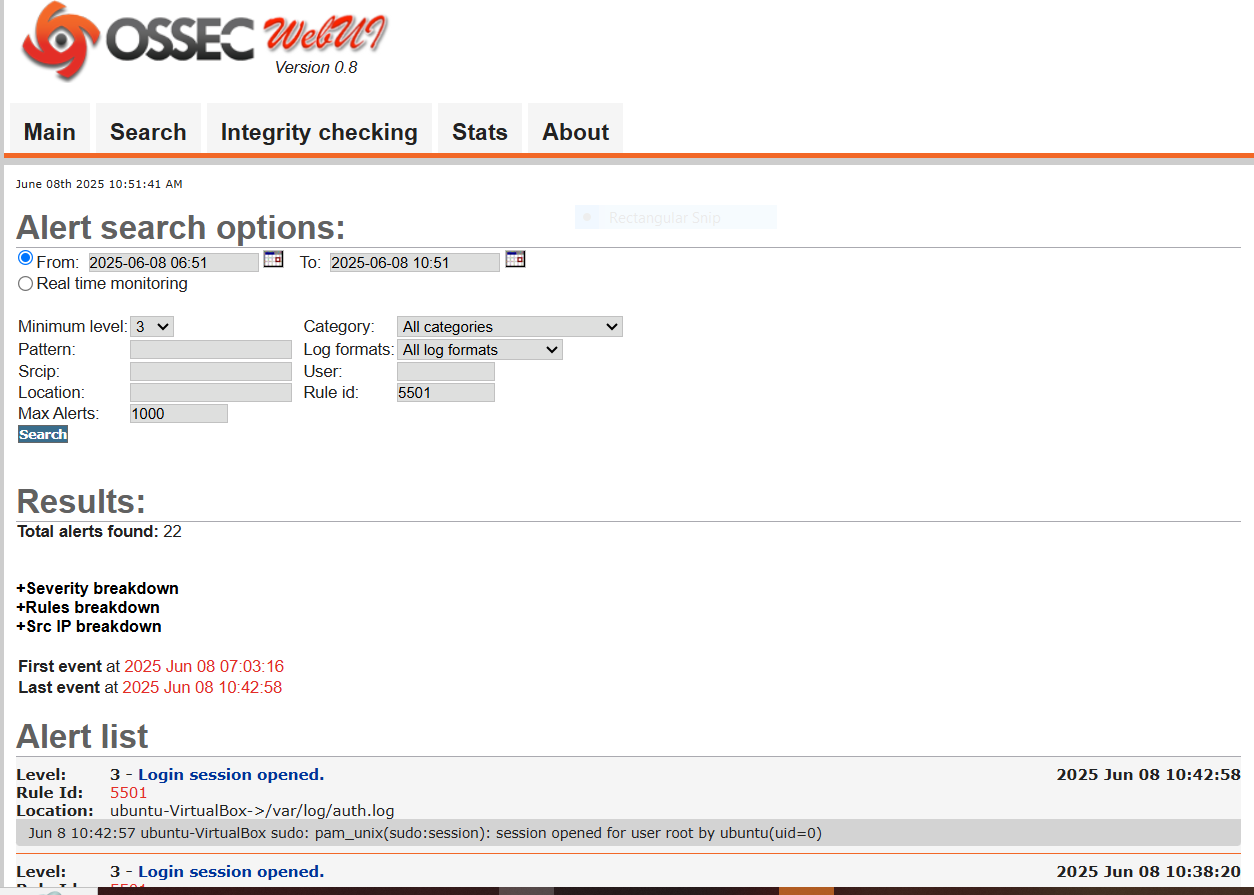 OSSEC WebUI
Version 0.8
Main Search Integrity checking Stats About
June 08th 2025 10:51:41 AM
Rectangular Snip
Alert search options:
From: 2025-06-08 06:51 To: 2025-06-08 10:51
Real time monitoring
Minimum level: 3 Category: All categories
Pattern: Log formats: All log formats
Srcip: User:
Location: Rule id: 5501
Max Alerts: 1000
Search
Results:
Total alerts found: 22
+Severity breakdown
+Rules breakdown
+Src IP breakdown
First event at 2025 Jun 08 07:03:16
Last event at 2025 Jun 08 10:42:58
Alert list
Level: 3 - Login session opened. 2025 Jun 08 10:42:58
Rule Id: 5501
Location: ubuntu-VirtualBox->/var/log/auth.log
Jun 8 10:42:57 ubuntu-VirtualBox sudo: pam_unix(sudo:session): session opened for user root by ubuntu(uid=0)
Level: 3 - Login session opened. 2025 Jun 08 10:38:20
Rule Id: 5501